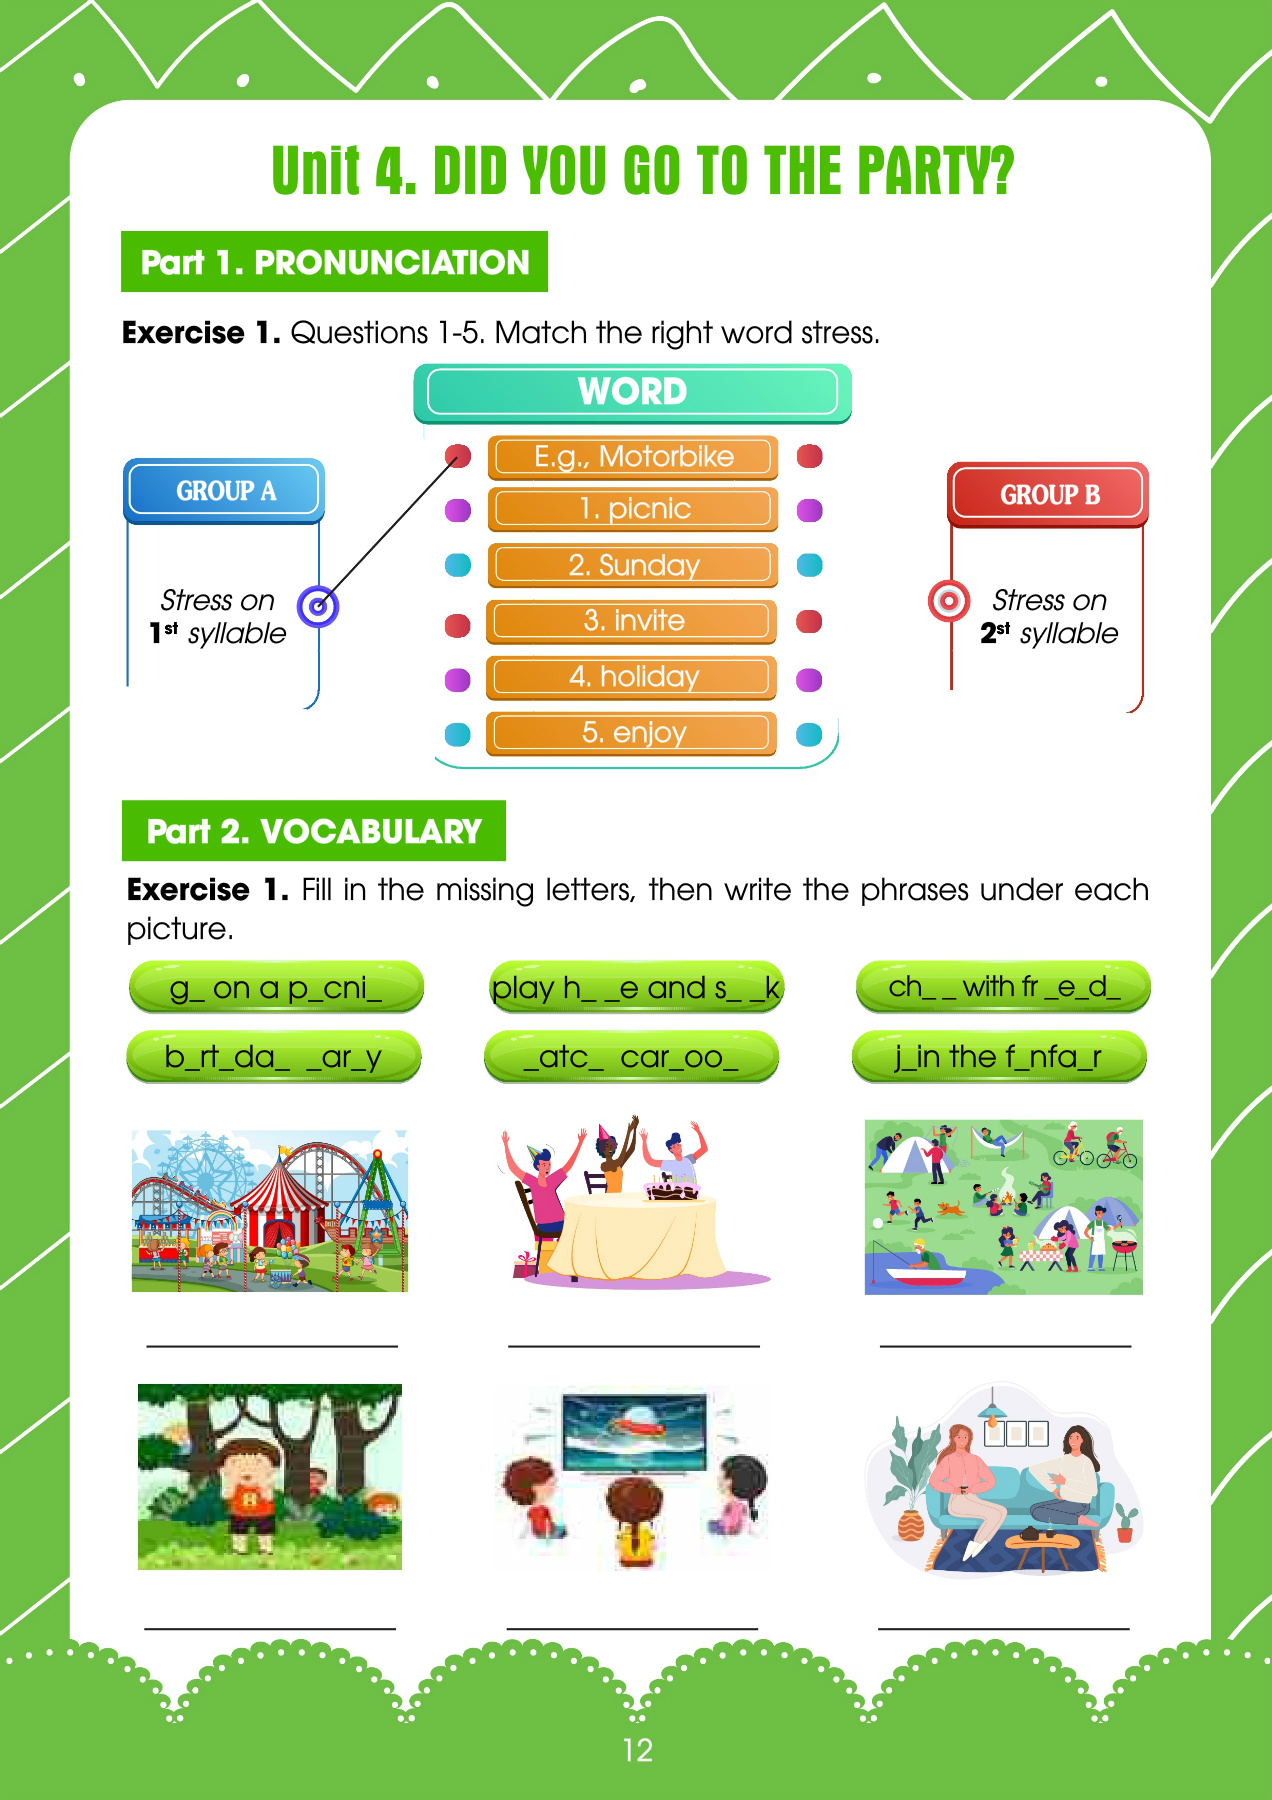 Unit 4. DID YOU GO TO THE PARTY?
Part 1. PRONUNCIATION
Exercise 1. Questions 1-5. Match the right word stress.
WORD
E.g., Motorbike
1. picnic
2. Sunday
3. invite
4. holiday
5. enjoy
GROUP A
Stress on
1st syllable
GROUP B
Stress on
2st syllable
Part 2. VOCABULARY
Exercise 1. Fill in the missing letters, then write the phrases under each
picture.
g_ on a p_cni_
play h_ _e and s_ _k
ch_ _ with fr _e_d_
b_rt_da_ _ar_y
_atc_ car_oo_
j_in the f_nfa_r
12